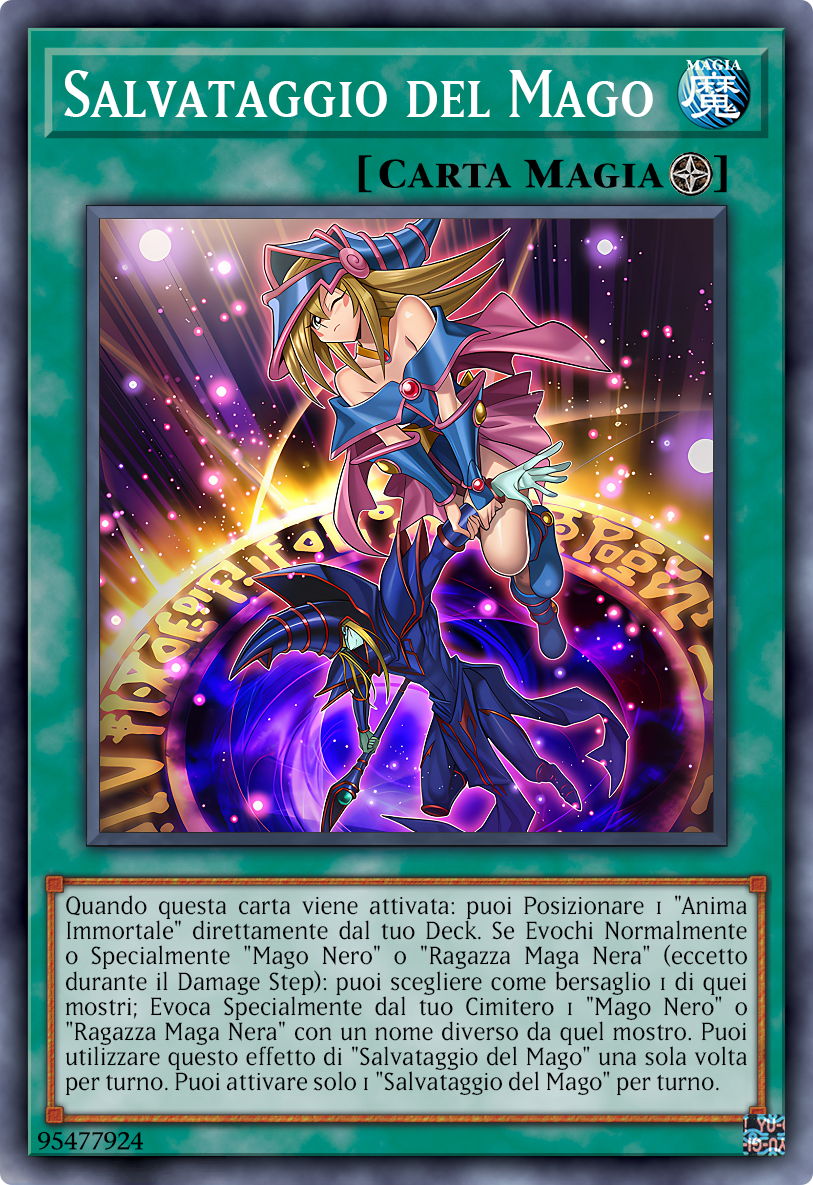 SALVATAGGIO DEL MAGO
MAGIA
魔
[CARTA MAGIA]
Quando questa carta viene attivata: puoi Posizionare 1 "Anima
Immortale" direttamente dal tuo Deck. Se Evochi Normalmente
o Specialmente "Mago Nero" o "Ragazza Maga Nera" (eccetto
durante il Damage Step): puoi scegliere come bersaglio 1 di quei
mostri; Evoca Specialmente dal tuo Cimitero 1 "Mago Nero" o
"Ragazza Maga Nera" con un nome diverso da quel mostro. Puoi
utilizzare questo effetto di "Salvataggio del Mago" una sola volta
per turno. Puoi attivare solo 1 "Salvataggio del Mago" per turno.
95477924